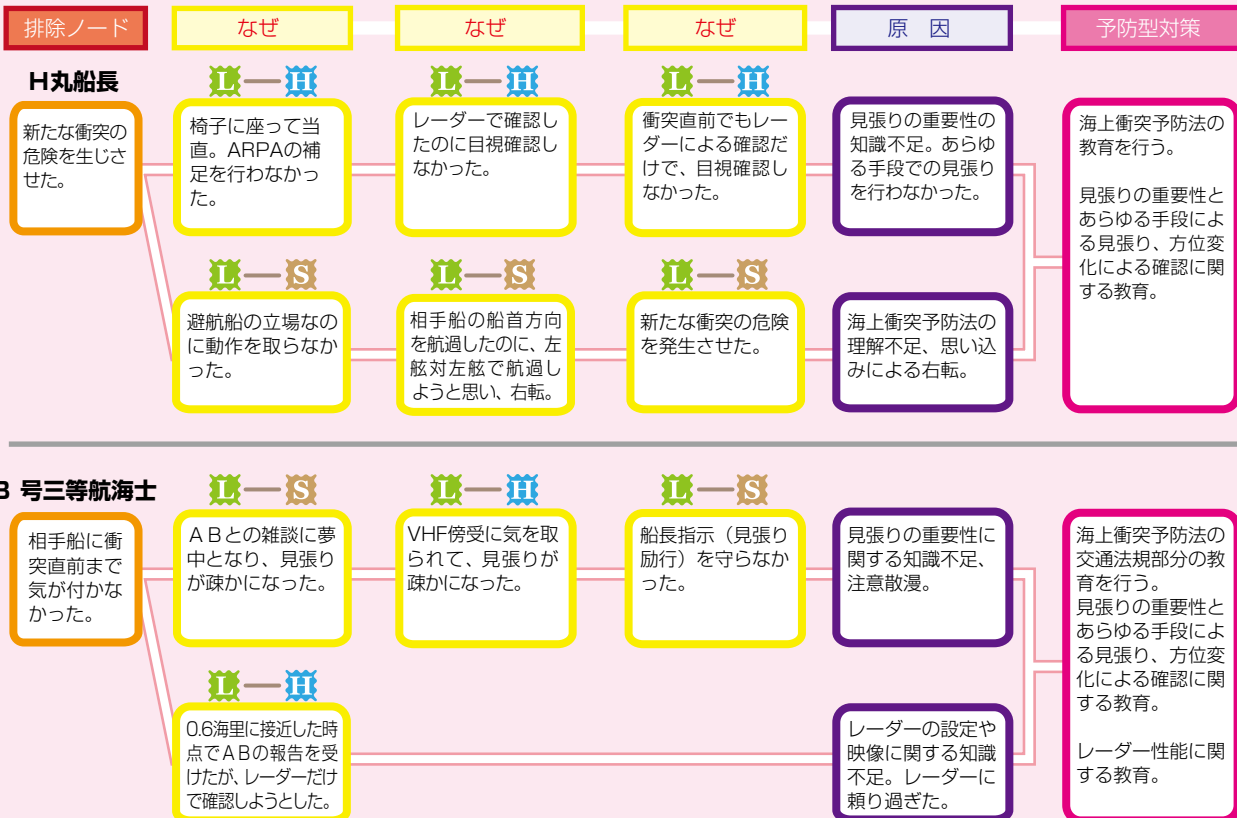 排除ノード
なぜ
なぜ
なぜ
原 因
予防型対策
H丸船長
L H
L H
L H
新たな衝突の
危険を生じさ
せた。
椅子に座って当
直。ARPAの補
足を行わなかっ
た。
レーダーで確認し
たのに目視確認し
なかった。
衝突直前でもレー
ダーによる確認だ
けで、目視確認し
なかった。
見張りの重要性の
知識不足。あらゆ
る手段での見張り
を行わなかった。
海上衝突予防法の
教育を行う。
見張りの重要性と
あらゆる手段によ
る見張り、方位変
化による確認に関
する教育。
L S
L S
L S
避航船の立場なの
に動作を取らなか
った。
相手船の船首方向
を航過したのに、左
舷対左舷で航過し
ようと思い、右転。
新たな衝突の危険
を発生させた。
海上衝突予防法の
理解不足、思い込
みによる右転。
B 号三等航海士
L S
L H
L S
相手船に衝
突直前まで
気が付かな
かった。
ABとの雑談に夢
中となり、見張り
が疎かになった。
VHF傍受に気を取
られて、見張りが
疎かになった。
船長指示（見張り
励行）を守らなか
った。
見張りの重要性に
関する知識不足、
注意散漫。
海上衝突予防法の
交通法規部分の教
育を行う。
見張りの重要性と
あらゆる手段によ
る見張り、方位変
化による確認に関
する教育。
レーダー性能に関
する教育。
L H
0.6海里に接近した時
点でABの報告を受
けたが、レーダーだけ
で確認しようとした。
レーダーの設定や
映像に関する知識
不足。レーダーに
頼り過ぎた。